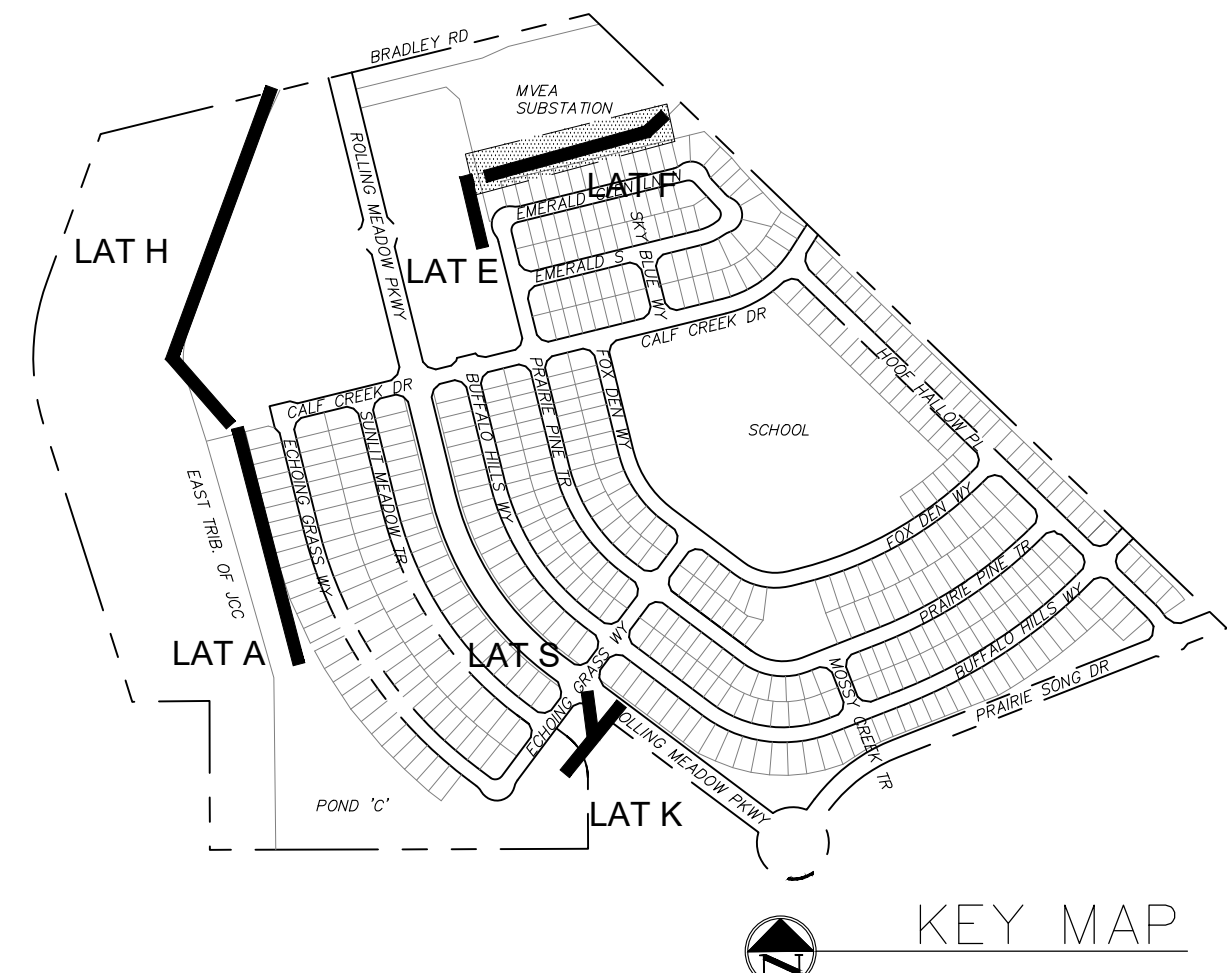 BRADLEY RD
MVEA
SUBSTATION
ROLLING MEADOW PKWY
LAT H
LAT F
EMERALD GLEN LN N
SKY BLUE WY
LAT E
EMERALD S
CALF CREEK DR
HOOF HALLOW PL
CALF CREEK DR
BUFFALO HILLS WY
PRAIRIE PINE TR
FOX DEN WY
SCHOOL
ECHOING GRASS WY
SUNLIT MEADOW TR
EAST TRIB. OF JCC
FOX DEN WY
PRAIRIE PINE TR
BUFFALO HILLS WY
LAT A
LAT S
ECHOING GRASS WY
MOSSY CREEK TR
PRAIRIE SONG DR
ROLLING MEADOW PKWY
POND 'C'
LAT K
KEY MAP
N